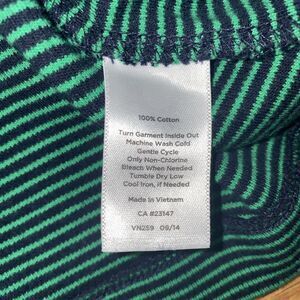 100% Cotton
Turn Garment Inside Out
Machine Wash Cold
Gentle Cycle
Only Non-Chlorine
Bleach When Needed
Tumble Dry Low
Cool Iron, if Needed
Made in Vietnam
CA #23147
VN259 09/14